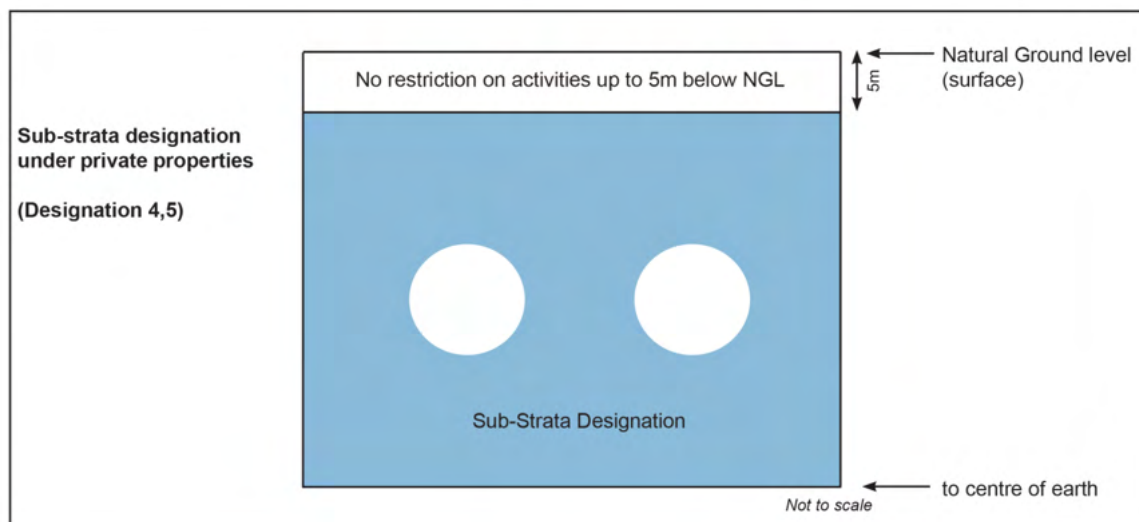 Natural Ground level
(surface)
No restriction on activities up to 5m below NGL
5m
Sub-strata designation
under private properties
(Designation 4,5)
Sub-Strata Designation
to centre of earth
Not to scale